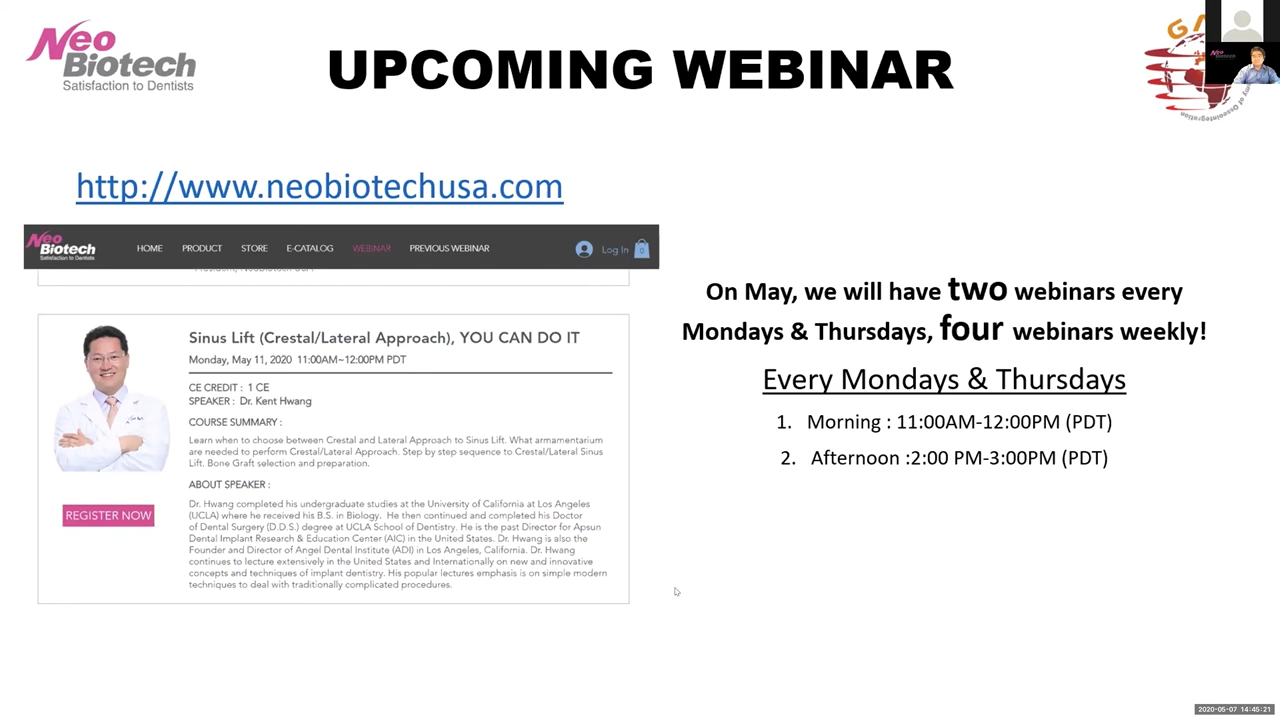 Neo
Biotech
Satisfaction to Dentists
UPCOMING WEBINAR
http://www.neobiotechusa.com
Neo
Biotech
Satisfaction to Dentists
HOME PRODUCT STORE E-CATALOG WEBINAR PREVIOUS WEBINAR Log In
Sinus Lift (Crestal/Lateral Approach), YOU CAN DO IT
Monday, May 11, 2020 11:00AM~12:00PM PDT
CE CREDIT : 1 CE
SPEAKER : Dr. Kent Hwang
COURSE SUMMARY :
Learn when to choose between Crestal and Lateral Approach to Sinus Lift. What armamentarium
are needed to perform Crestal/Lateral Approach. Step by step sequence to Crestal/Lateral Sinus
Lift. Bone Graft selection and preparation.
REGISTER NOW
ABOUT SPEAKER :
Dr. Hwang completed his undergraduate studies at the University of California at Los Angeles
(UCLA) where he received his B.S. in Biology. He then continued and completed his Doctor
of Dental Surgery (D.D.S.) degree at UCLA School of Dentistry. He is the past Director for Apsun
Dental Implant Research & Education Center (AIC) in the United States. Dr. Hwang is also the
Founder and Director of Angel Dental Institute (ADI) in Los Angeles, California. Dr. Hwang
continues to lecture extensively in the United States and Internationally on new and innovative
concepts and techniques of implant dentistry. His popular lectures emphasis is on simple modern
techniques to deal with traditionally complicated procedures.
On May, we will have two webinars every
Mondays & Thursdays, four webinars weekly!
Every Mondays & Thursdays
1. Morning : 11:00AM-12:00PM (PDT)
2. Afternoon :2:00 PM-3:00PM (PDT)
of Osseointegration
2020-05-07 14:45:21